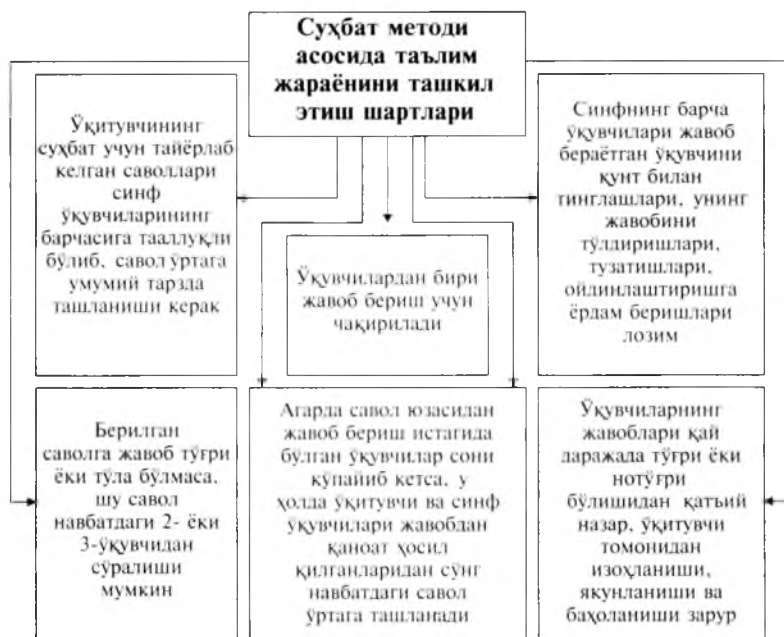 Суҳбат методи
асосида таълим
жараёнини ташкил
этиш шартлари
Ўқитувчининг
суҳбат учун тайёрлаб
келган саволлари
синф
ўқувчиларининг
барчасига тааллуқли
бўлиб, савол ўртага
умумий тарзда
ташланиши керак
Ўқувчилардан бири
жавоб бериш учун
чақирилади
Синфнинг барча
ўқувчилари жавоб
бераётган ўқувчини
қунт билан
тинглашлари, унинг
жавобини
тўлдиришлари,
тузатишлари,
ойдинлаштиришга
ёрдам беришлари
лозим
Берилган
саволга жавоб тўғри
ёки тўла бўлмаса,
шу савол
навбатдаги 2- ёки
3-ўқувчидан
сўралиши
мумкин
Агарда савол юзасидан
жавоб бериш истагида
бўлган ўқувчилар сони
кўпайиб кетса, у
ҳолда ўқитувчи ва синф
ўқувчилари жавобдан
қаноат ҳосил
қилганларидан сўнг
навбатдаги савол
ўртага ташланади
Ўқувчиларнинг
жавоблари қай
даражада тўғри ёки
нотўғри
бўлишидан қатъий
назар, ўқитувчи
томонидан
изоҳланиши,
якунланиши ва
баҳоланиши зарур